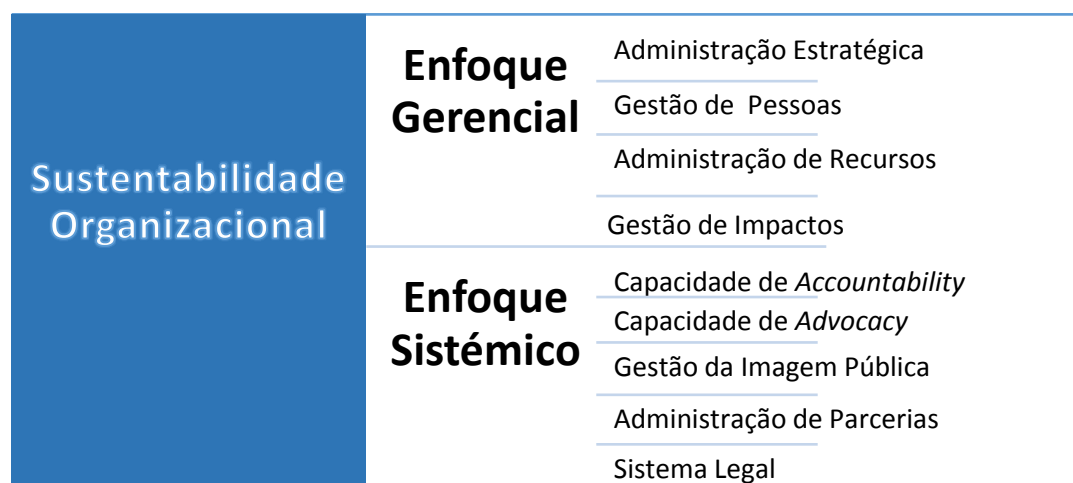 Sustentabilidade
Organizacional
Enfoque
Gerencial
Administração Estratégica
Gestão de Pessoas
Administração de Recursos
Gestão de Impactos
Enfoque
Sistémico
Capacidade de Accountability
Capacidade de Advocacy
Gestão da Imagem Pública
Administração de Parcerias
Sistema Legal